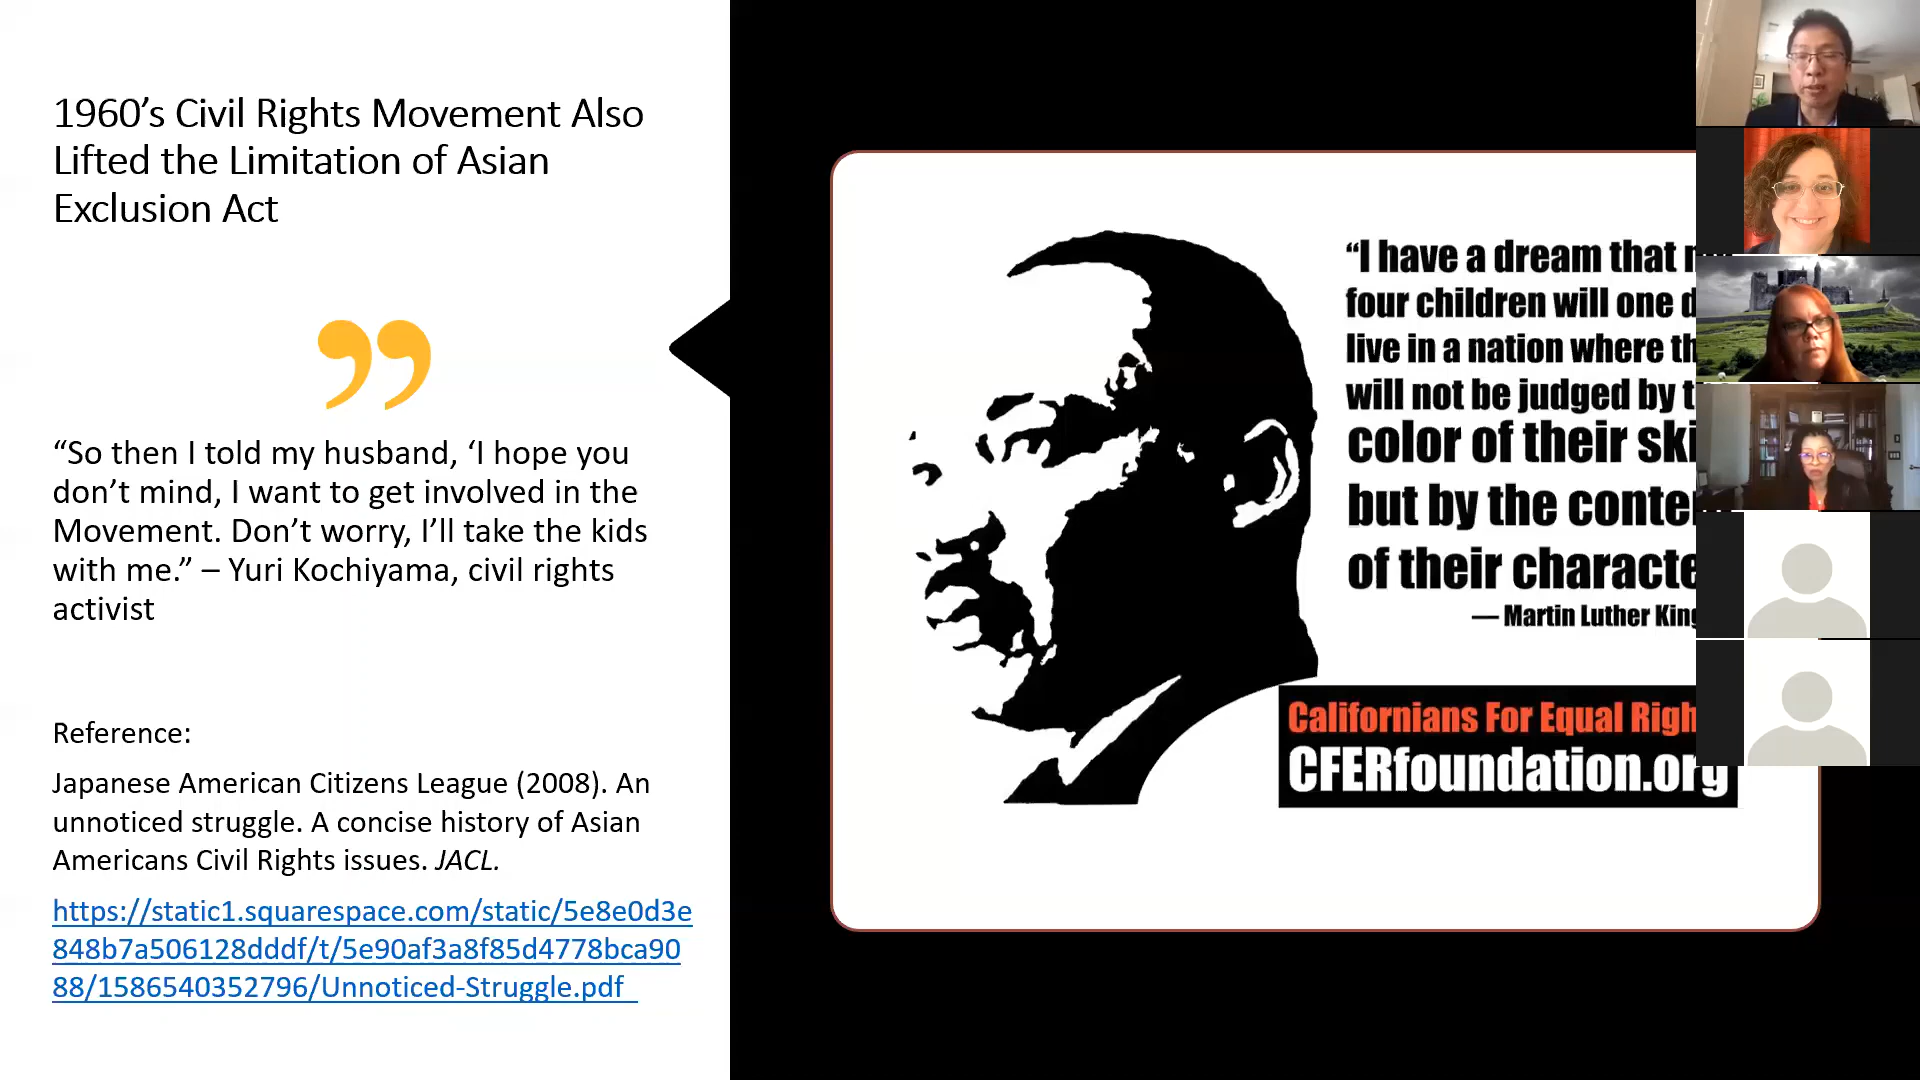 1960’s Civil Rights Movement Also
Lifted the Limitation of Asian
Exclusion Act
”
“So then I told my husband, ‘I hope you
don’t mind, I want to get involved in the
Movement. Don’t worry, I’ll take the kids
with me.” – Yuri Kochiyama, civil rights
activist
Reference:
Japanese American Citizens League (2008). An
unnoticed struggle. A concise history of Asian
Americans Civil Rights issues. JACL.
https://static1.squarespace.com/static/5e8e0d3e
848b7a506128dddf/t/5e90af3a8f85d4778bca90
88/1586540352796/Unnoticed-Struggle.pdf
“I have a dream that
four children will one
live in a nation where
will not be judged by
color of their
but by the
of their
— Martin Luther King
Californians For Equal
CFERfoundation.org